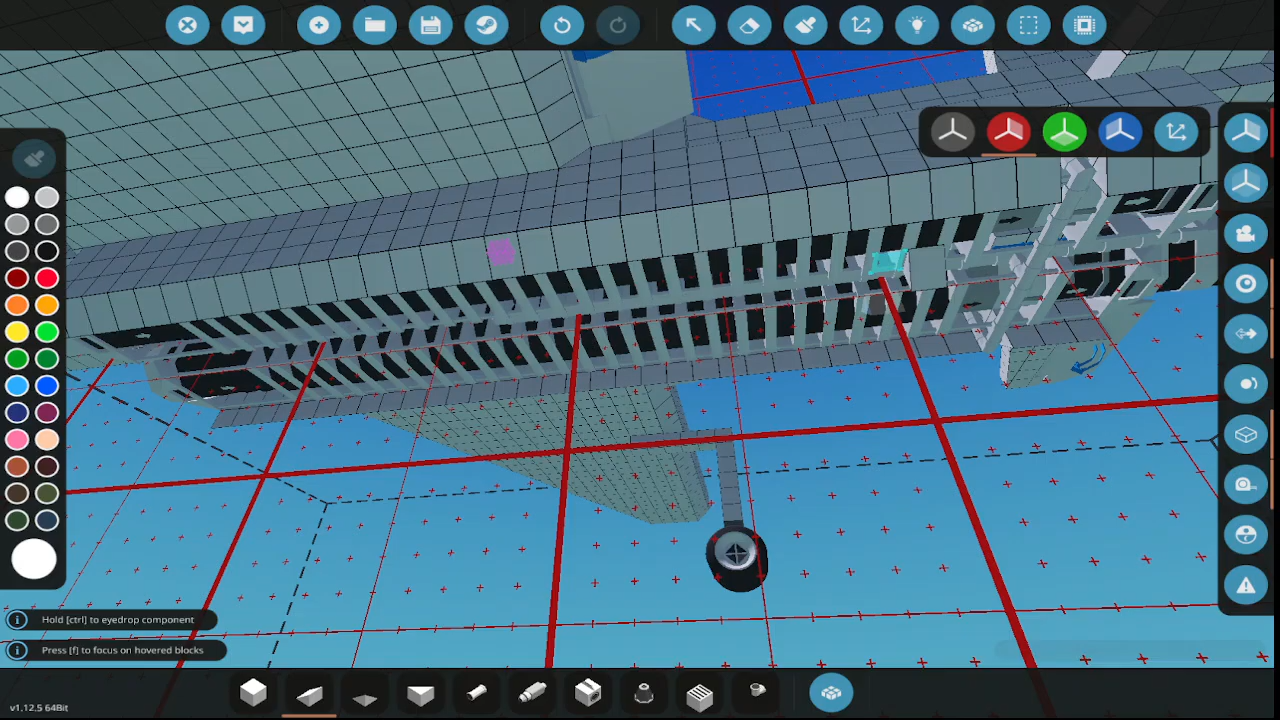 Hold [ctrl] to eyedrop component
Press [f] to focus on hovered blocks
v1.12.5 64Bit